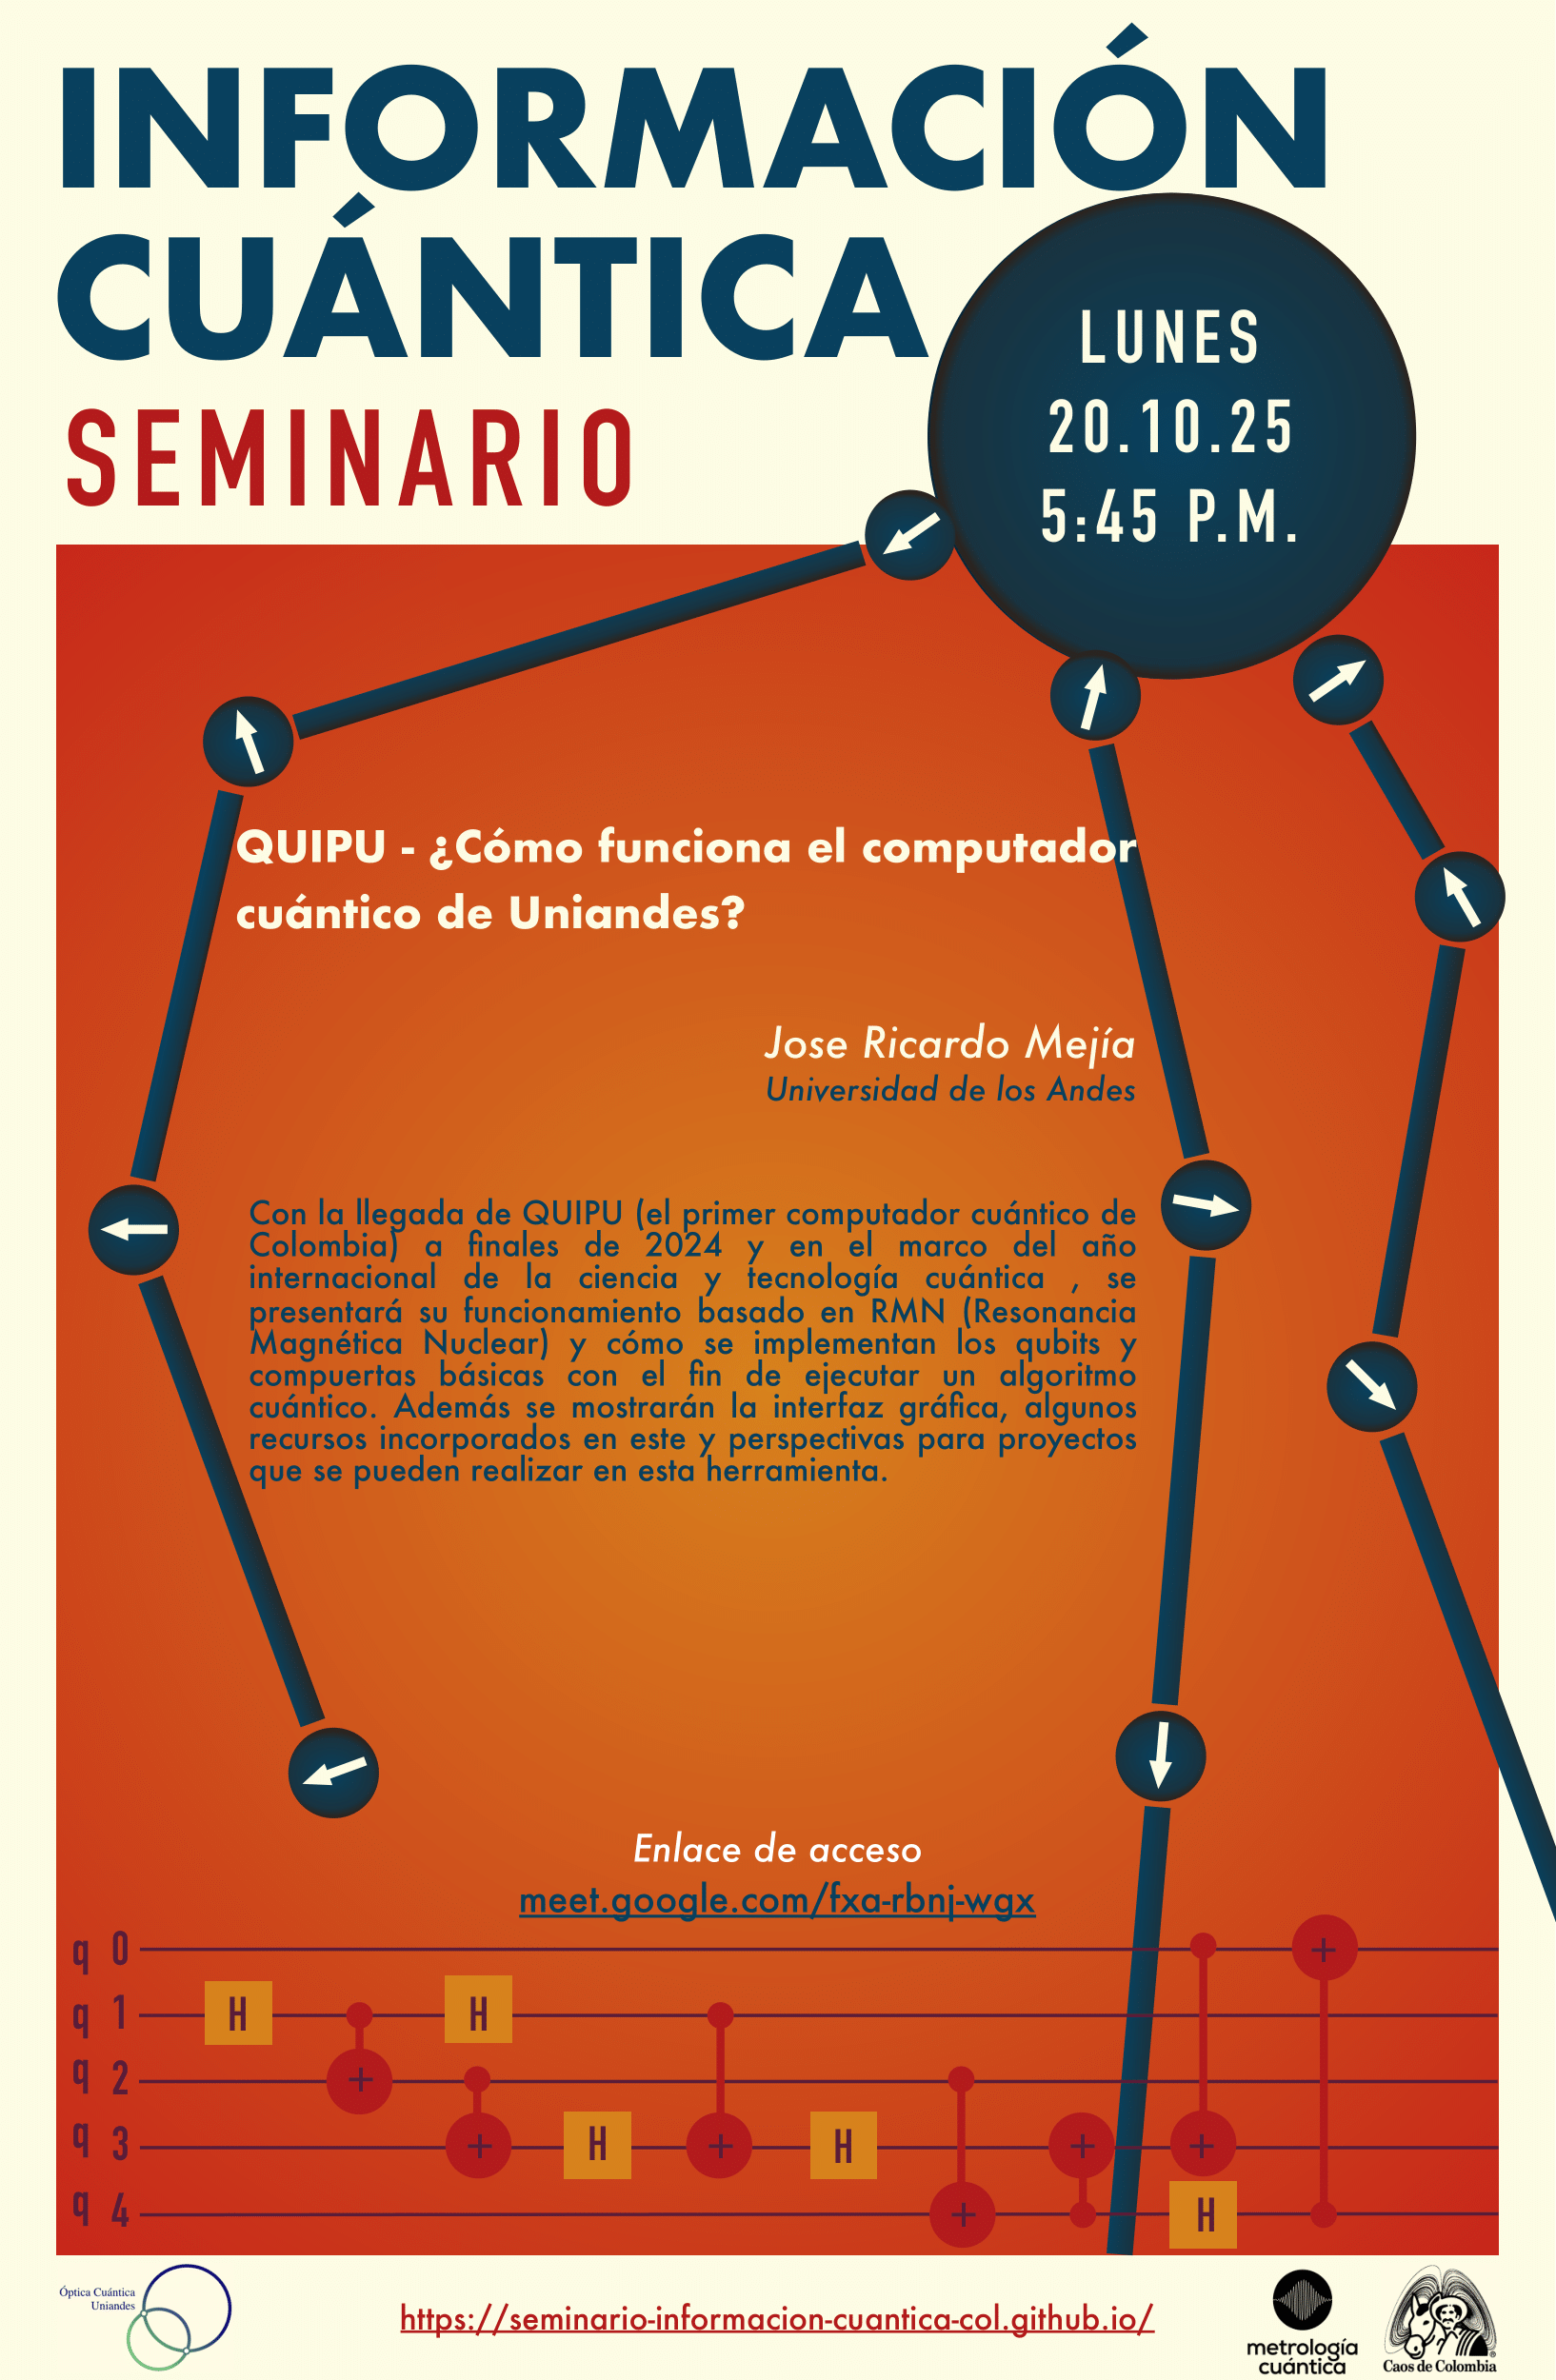 INFORMACIÓN
CUÁNTICA
SEMINARIO
LUNES
20.10.25
5:45 P.M.
QUIPU - ¿Cómo funciona el computador
cuántico de Uniandes?
Jose Ricardo Mejía
Universidad de los Andes
Con la llegada de QUIPU (el primer computador cuántico de
Colombia) a finales de 2024 y en el marco del año
internacional de la ciencia y tecnología cuántica , se
presentará su funcionamiento basado en RMN (Resonancia
Magnética Nuclear) y cómo se implementan los qubits y
compuertas básicas con el fin de ejecutar un algoritmo
cuántico. Además se mostrarán la interfaz gráfica, algunos
recursos incorporados en este y perspectivas para proyectos
que se pueden realizar en esta herramienta.
Enlace de acceso
meet.google.com/fxa-rbnj-wgx
q 0 +
q 1 H H
q 2 +
q 3 + H + H + +
q 4 + H
Óptica Cuántica
Uniandes
https://seminario-informacion-cuantica-col.github.io/
metrología
cuántica
Caos de Colombia ®